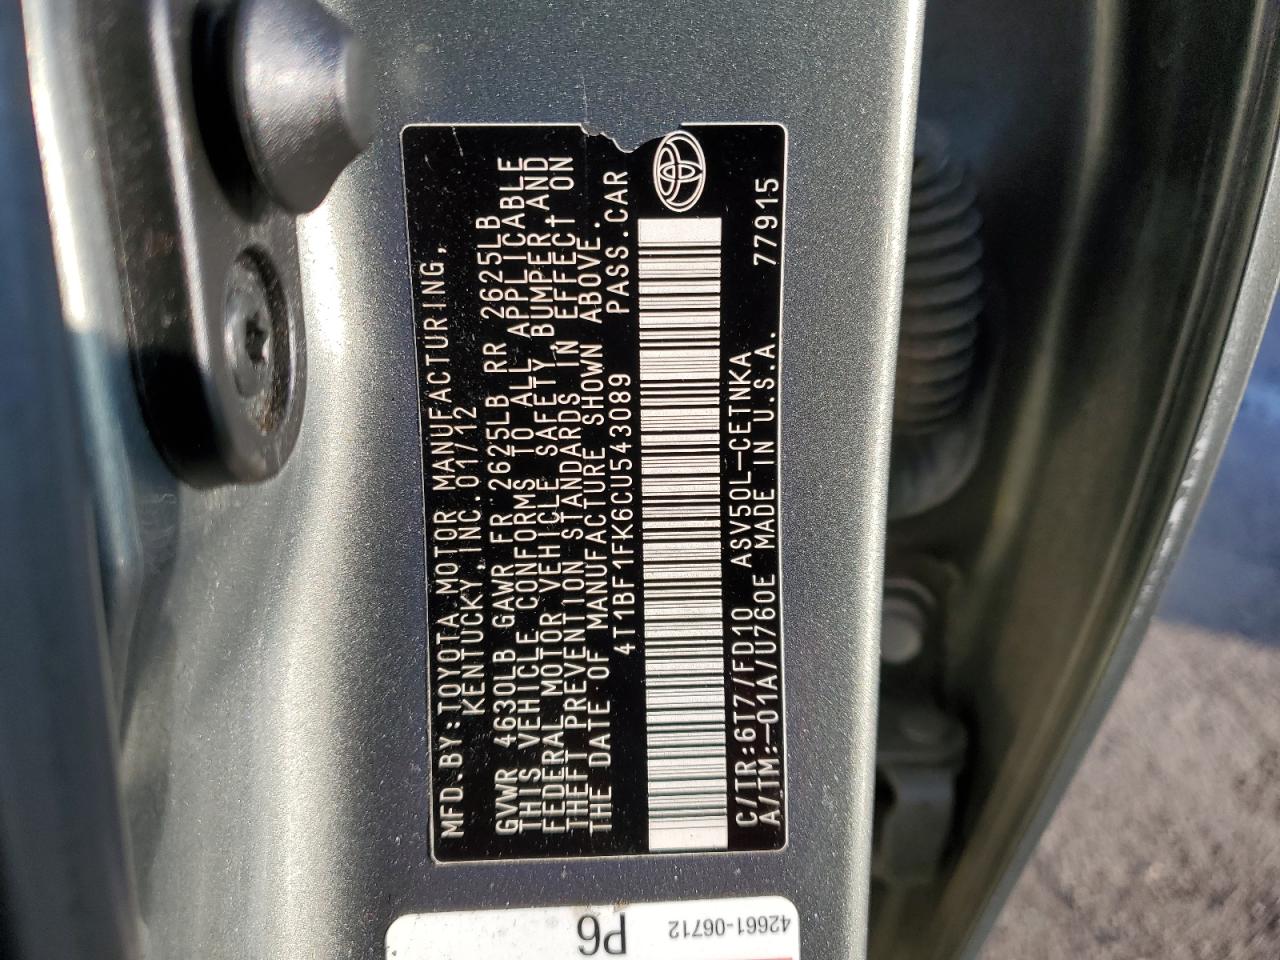 MFD.BY:TOYOTA MOTOR MANUFACTURING,
KENTUCKY,INC.01/12
GVWR 4630LB GAWR FR 2625LB RR 2625LB
THIS VEHICLE CONFORMS TO ALL APPLICABLE
FEDERAL MOTOR VEHICLE SAFETY,BUMPER,AND
THEFT PREVENTION STANDARDS IN EFFECT ON
THE DATE OF MANUFACTURE SHOWN ABOVE.
4T1BF1FK6CU543089 PASS.CAR
C/TR:6T7/FD10 ASV50L-CETNKA
A/TM:-01A/U760E MADE IN U.S.A. 77915
42661-06712
P6